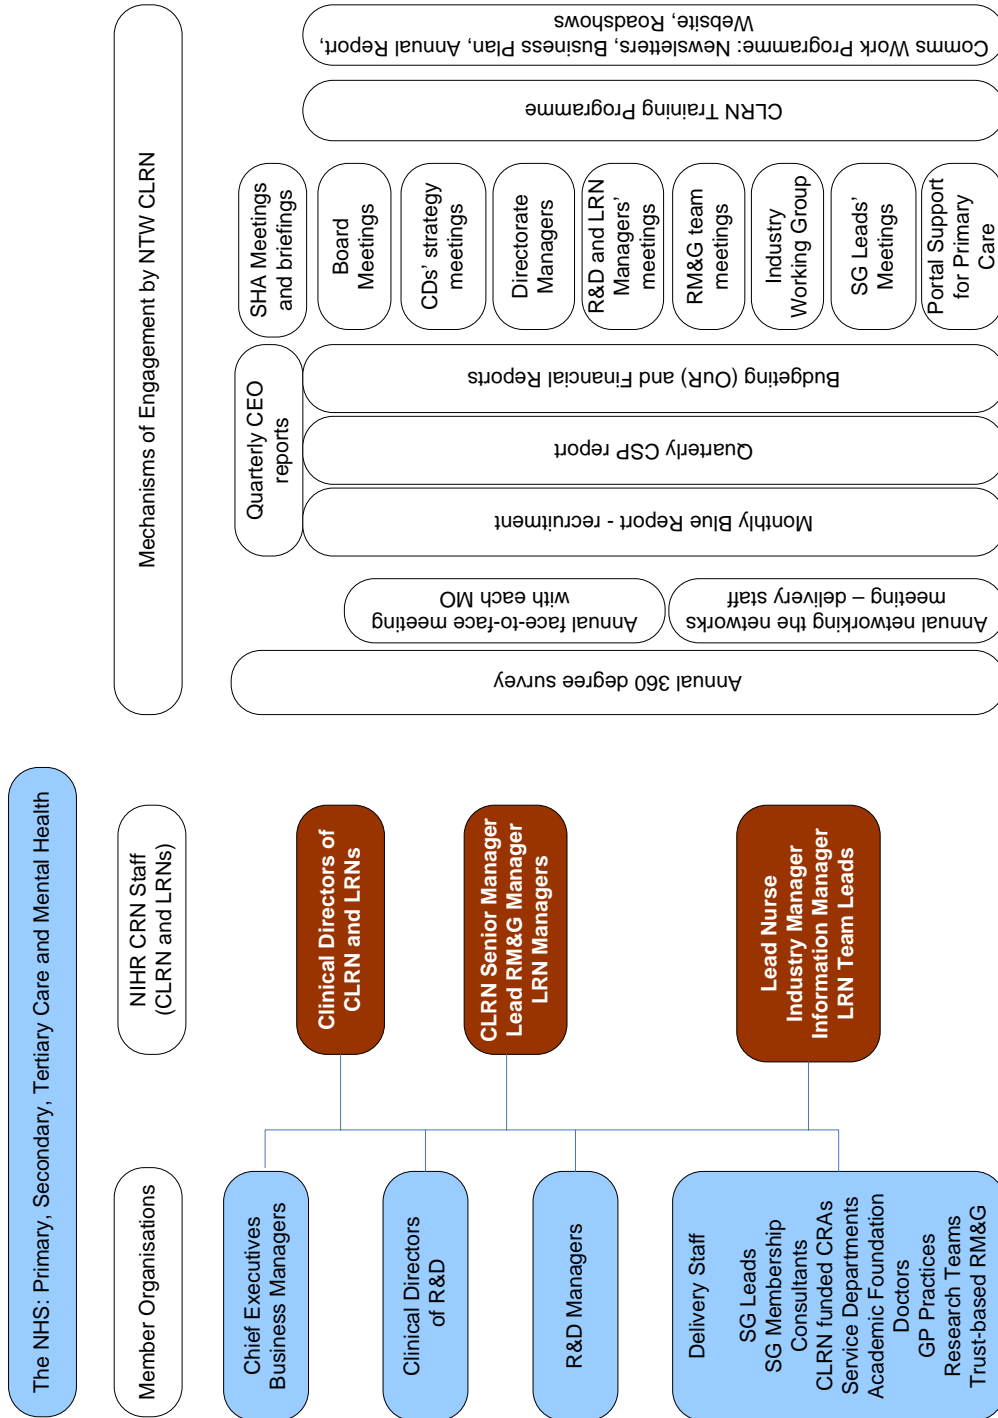 The NHS: Primary, Secondary, Tertiary Care and Mental Health
Member Organisations
NIHR CRN Staff
(CLRN and LRNs)
Mechanisms of Engagement by NTW CLRN
Chief Executives
Business Managers
Clinical Directors
of R&D
R&D Managers
Delivery Staff
SG Leads
SG Membership
Consultants
CLRN funded CRAs
Service Departments
Academic Foundation
Doctors
GP Practices
Research Teams
Trust-based RM&G
Clinical Directors of
CLRN and LRNs
CLRN Senior Manager
Lead RM&G Manager
LRN Managers
Lead Nurse
Industry Manager
Information Manager
LRN Team Leads
Annual 360 degree survey
Annual face-to-face meeting
with each MO
Annual networking the networks
meeting – delivery staff
Quarterly CEO
reports
Monthly Blue Report - recruitment
Quarterly CSP report
Budgeting (OuR) and Financial Reports
SHA Meetings
and briefings
Board
Meetings
CDs' strategy
meetings
Directorate
Managers
R&D and LRN
Managers'
meetings
RM&G team
meetings
Industry
Working Group
SG Leads'
Meetings
Portal Support
for Primary
Care
CLRN Training Programme
Comms Work Programme: Newsletters, Business Plan, Annual Report,
Website, Roadshows